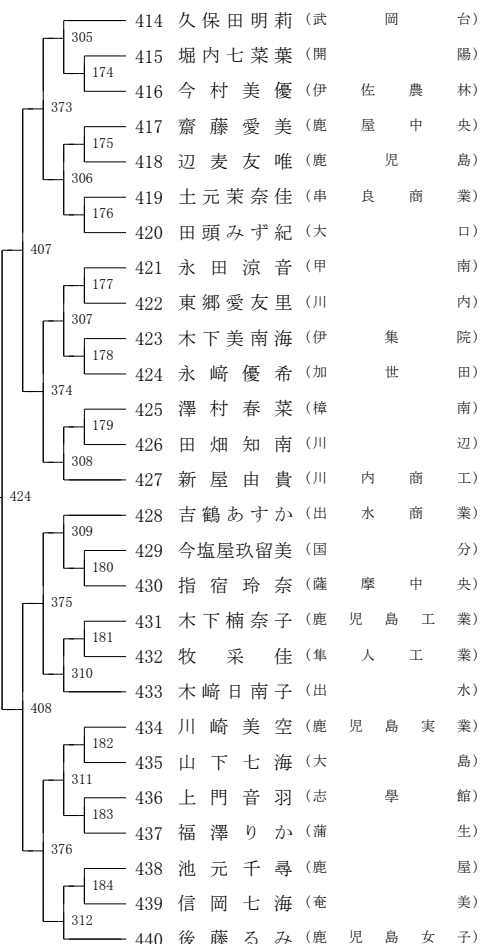 414 久保田明莉（武岡台）
305
415 堀内七菜葉（開陽）
174
416 今村美優（伊佐農林）
373
417 齋藤愛美（鹿屋中央）
175
418 辺麦友唯（鹿児島）
306
419 土元茉奈佳（串良商業）
176
420 田頭みず紀（大口）
407
421 永田涼音（甲南）
177
422 東郷愛友里（川内）
307
423 木下美南海（伊集院）
178
424 永﨑優希（加世田）
374
425 澤村春菜（樟南）
179
426 田畑知南（川辺）
308
427 新屋由貴（川内商工）
424
428 吉鶴あすか（出水商業）
309
429 今塩屋玖留美（国分）
180
430 指宿玲奈（薩摩中央）
375
431 木下楠奈子（鹿児島工業）
181
432 牧采佳（隼人工業）
310
433 木﨑日南子（出水）
408
434 川崎美空（鹿児島実業）
182
435 山下七海（大島）
311
436 上門音羽（志學館）
183
437 福澤りか（蒲生）
376
438 池元千尋（鹿屋）
184
439 信岡七海（奄美）
312
440 後藤るみ（鹿児島女子）